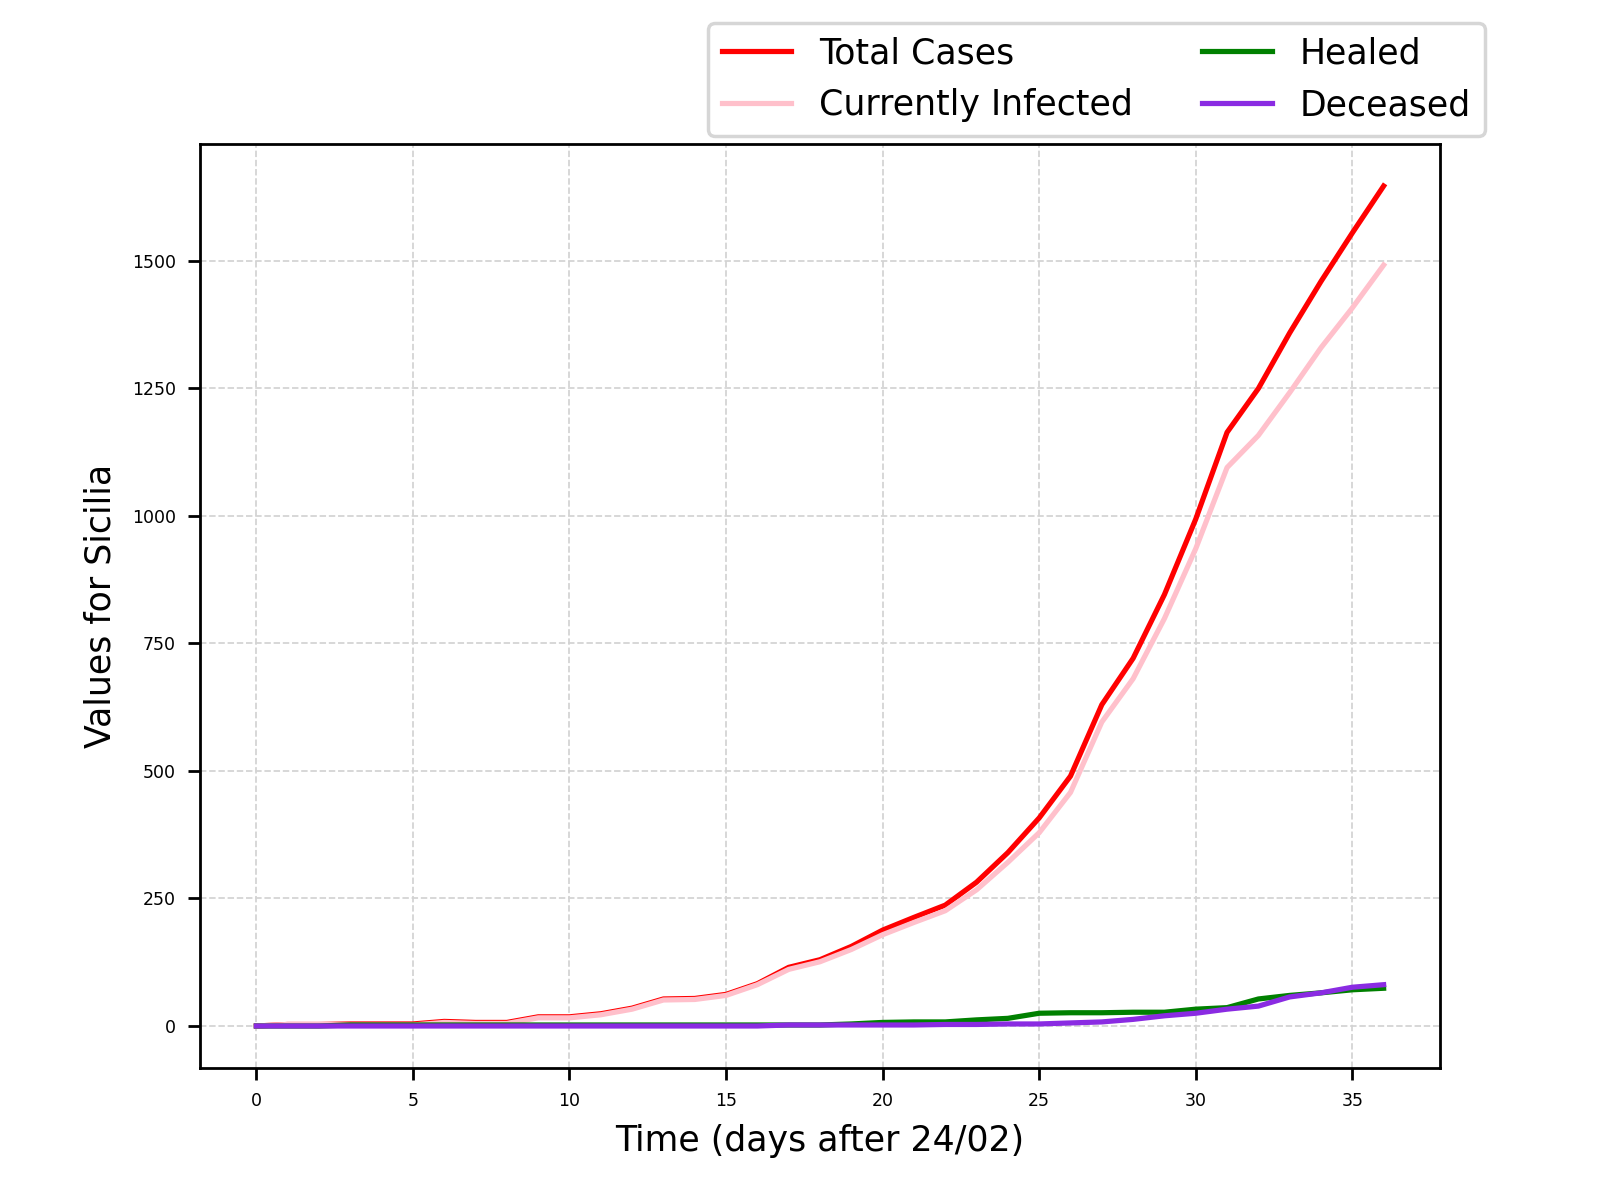 Total Cases
Currently Infected
Healed
Deceased
Values for Sicilia
1500
1250
1000
750
500
250
0
0 5 10 15 20 25 30 35
Time (days after 24/02)